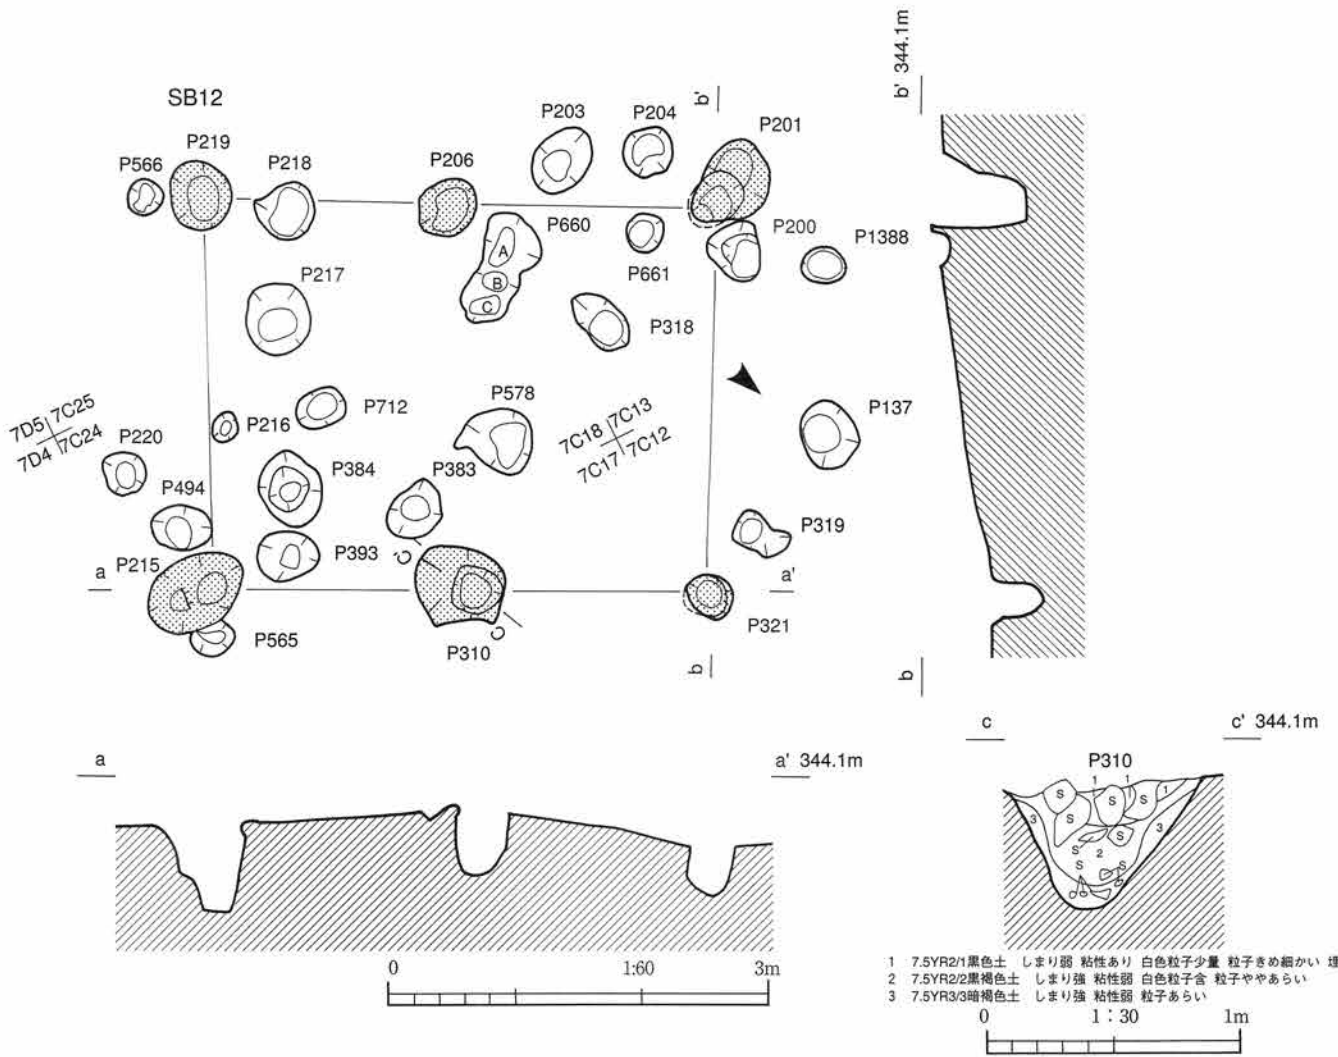 SB12
b'
b' 344.1m
P203
P204
P201
P219
P566
P218
P206
P660
P200
P661
P1388
A
B
C
P217
P318
P578
P137
7D5 7C25
7D4 7C24
P216
P712
7C18 7C13
7C17 7C12
P220
P384
P383
P494
P319
c'
P215
P393
a
a'
P321
P565
P310
c
b
b
a
a' 344.1m
c
c' 344.1m
P310
1
1
S
S
S
1
S
3
S
3
S
2
S
S
0
1:60
3m
1 7.5YR2/1黒色土 しまり弱 粘性あり 白色粒子少量 粒子きめ細かい
2 7.5YR2/2黒褐色土 しまり強 粘性弱 白色粒子含 粒子ややあらい
3 7.5YR3/3暗褐色土 しまり強 粘性弱 粒子あらい
0
1:30
1m